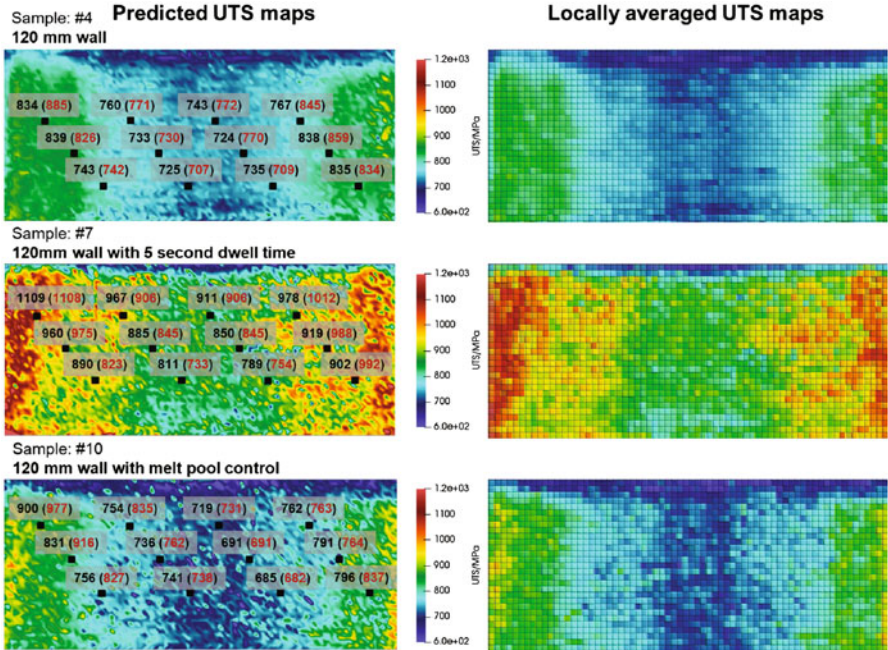 Predicted UTS maps
Locally averaged UTS maps
Sample: #4
120 mm wall
834 (885) 760 (771) 743 (772) 767 (845)
839 (826) 733 (730) 724 (770) 838 (859)
743 (742) 725 (707) 735 (709) 835 (834)
1.2e+03
1100
1000
900
800
700
6.0e+02
UTS/MPa
Sample: #7
120mm wall with 5 second dwell time
1109 (1108) 967 (906) 911 (906) 978 (1012)
960 (975) 885 (845) 850 (845) 919 (988)
890 (823) 811 (733) 789 (754) 902 (992)
1.2e+03
1100
1000
900
800
700
6.0e+02
UTS/MPa
Sample: #10
120 mm wall with melt pool control
900 (977) 754 (835) 719 (731) 762 (763)
831 (916) 736 (762) 691 (691) 791 (764)
756 (827) 741 (738) 685 (682) 796 (837)
1.2e+03
1100
1000
900
800
700
6.0e+02
UTS/MPa